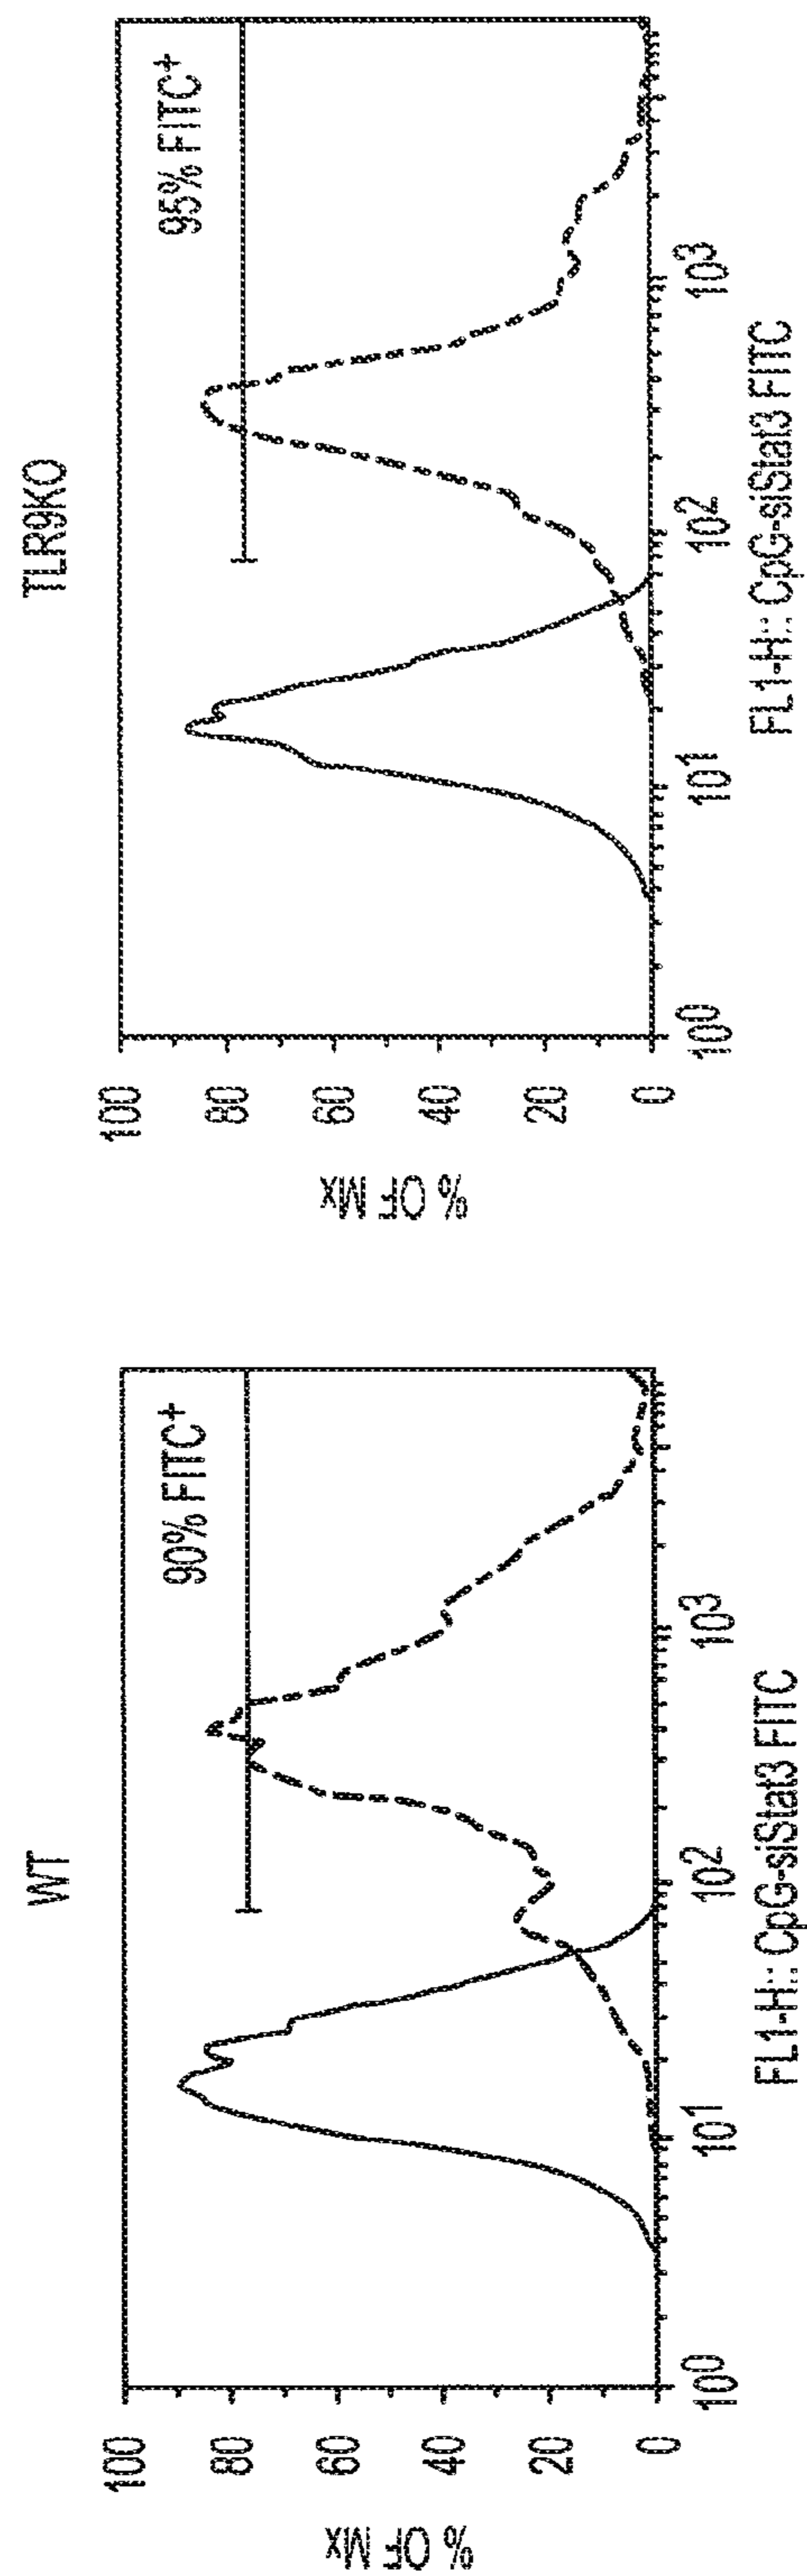 WT
90% FITC+
% OF Mx
100
80
60
40
20
0
10⁰
10¹
10²
10³
FL1-H:: CpG-siStat3 FITC
TLR9KO
95% FITC+
% OF Mx
100
80
60
40
20
0
10⁰
10¹
10²
10³
FL1-H:: CpG-siStat3 FITC